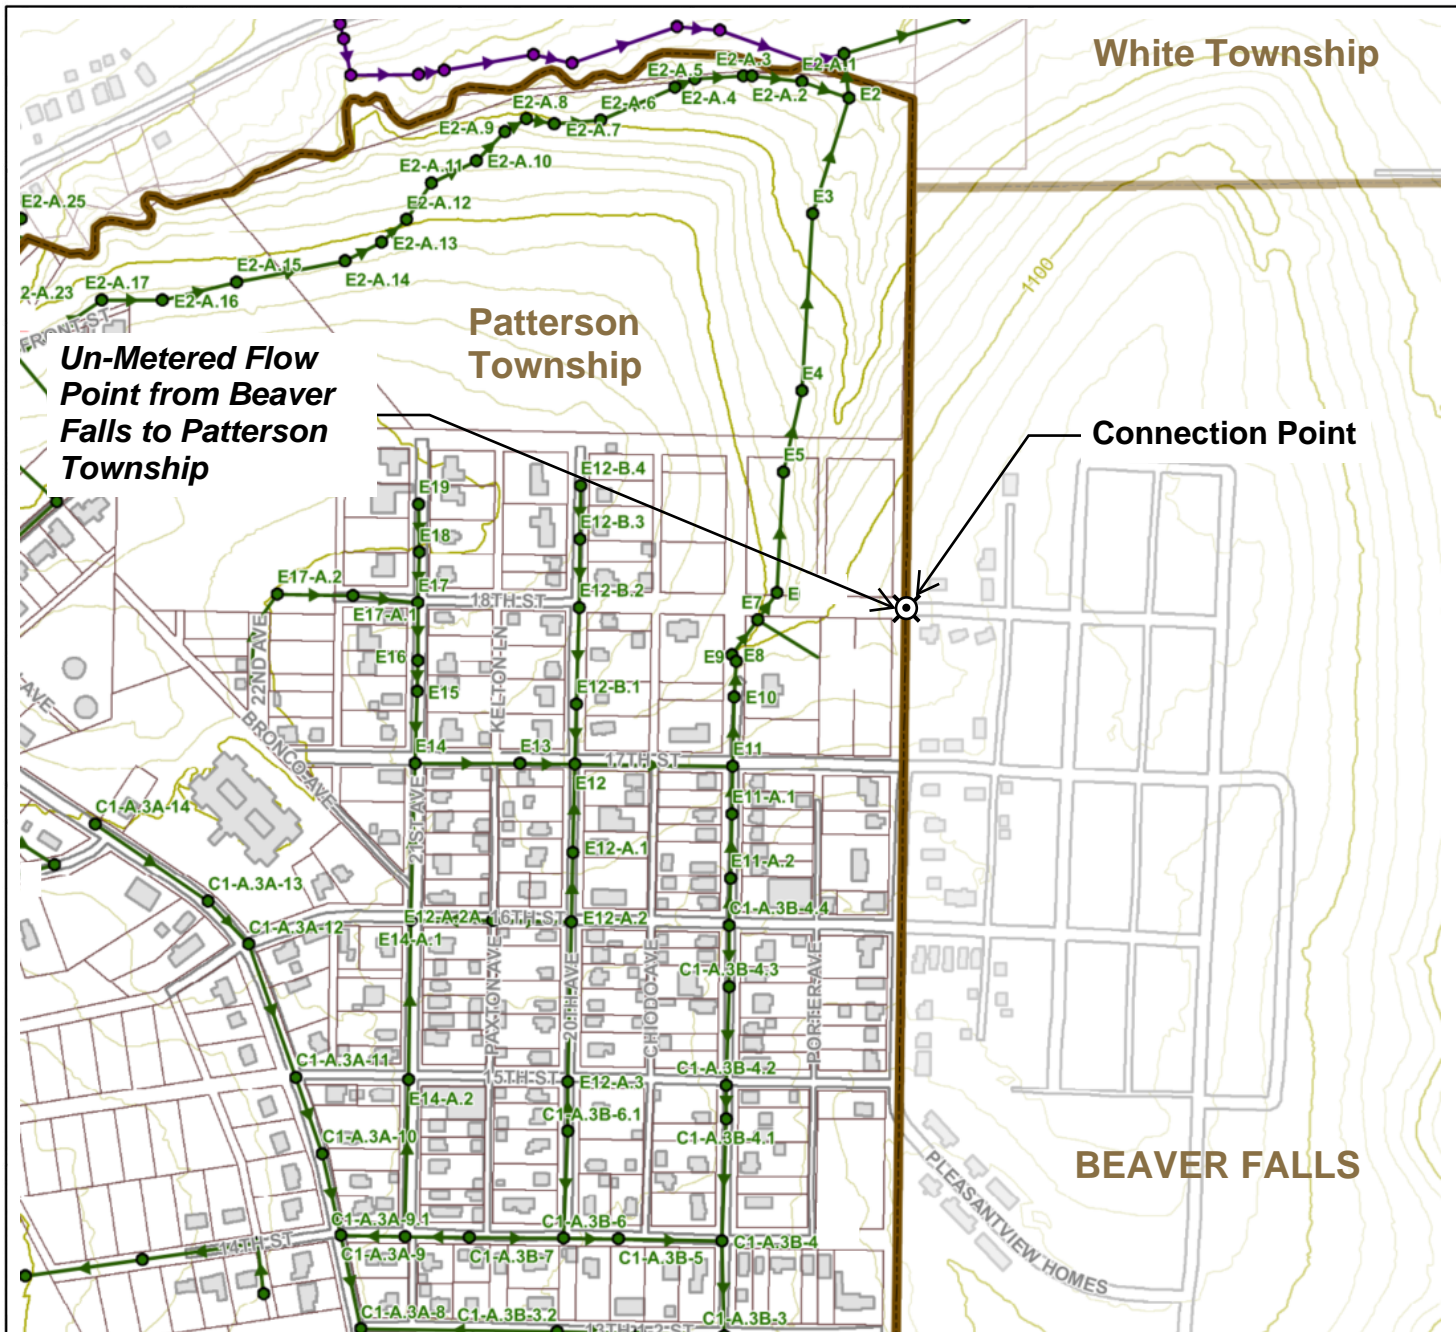 White Township
E2-A.3
E2-A.1
E2-A.5
E2-A.4
E2-A.2
E2
E2-A.8
E2-A.6
E2-A.9
E2-A.7
E2-A.11
E2-A.10
E2-A.25
E2-A.12
E3
E2-A.13
E2-A.15
E2-A.14
E2-A.17
2-A.23
E2-A.16
1100
FRONT ST
Patterson
Township
Un-Metered Flow
Point from Beaver
Falls to Patterson
Township
E4
Connection Point
E5
E12-B.4
E19
E12-B.3
E18
E17-A.2
E17
18TH ST
E12-B.2
E
E7
E17-A.1
22ND AVE
KELTON LN
E16
E9
E8
E15
E12-B.1
E10
AVE
BRONCO AVE
E14
E13
17TH ST
E11
E12
C1-A.3A-14
21ST AVE
E11-A.1
E12-A.1
E11-A.2
C1-A.3A-13
C1-A.3A-12
E12-A.2A
16TH ST
E12-A.2
C1-A.3B-4.4
E14-A.1
PAXTON AVE
20TH AVE
CHIODO AVE
C1-A.3B-4.3
PORTER AVE
C1-A.3A-11
15TH ST
E12-A.3
C1-A.3B-4.2
E14-A.2
C1-A.3B-6.1
C1-A.3A-10
C1-A.3B-4.1
PLEASANTVIEW HOMES
BEAVER FALLS
C1-A.3A-9.1
C1-A.3B-6
14TH ST
C1-A.3A-9
C1-A.3B-7
C1-A.3B-5
C1-A.3B-4
C1-A.3A-8
C1-A.3B-3.2
C1-A.3B-3
13TH 1-2 ST